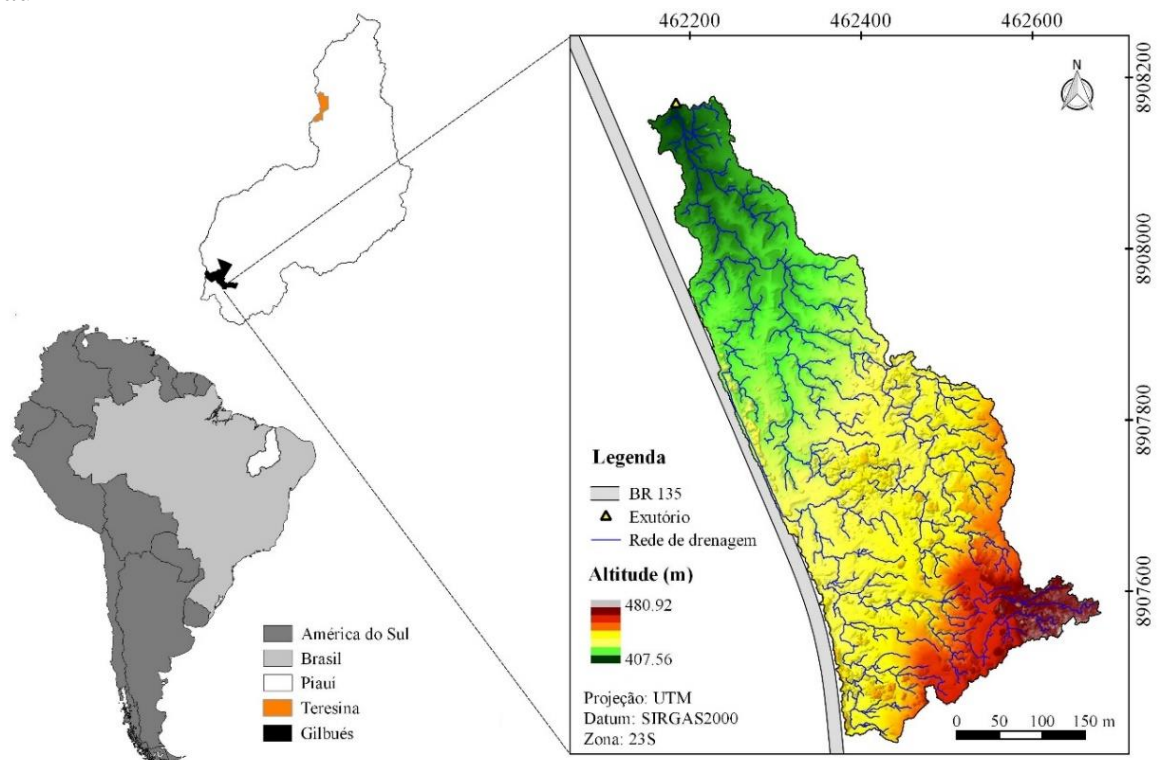 462200
462400
462600
N
8908200
8908000
8907800
8907600
Legenda
BR 135
Exutório
Rede de drenagem
Altitude (m)
480.92
407.56
Projeção: UTM
Datum: SIRGAS2000
Zona: 23S
0 50 100 150 m
América do Sul
Brasil
Piaui
Teresina
Gilbués